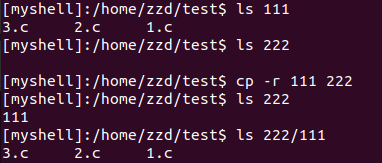 [myshell]:/home/zzd/test$ ls 111
3.c     2.c     1.c
[myshell]:/home/zzd/test$ ls 222

[myshell]:/home/zzd/test$ cp -r 111 222
[myshell]:/home/zzd/test$ ls 222
111
[myshell]:/home/zzd/test$ ls 222/111
3.c     2.c     1.c